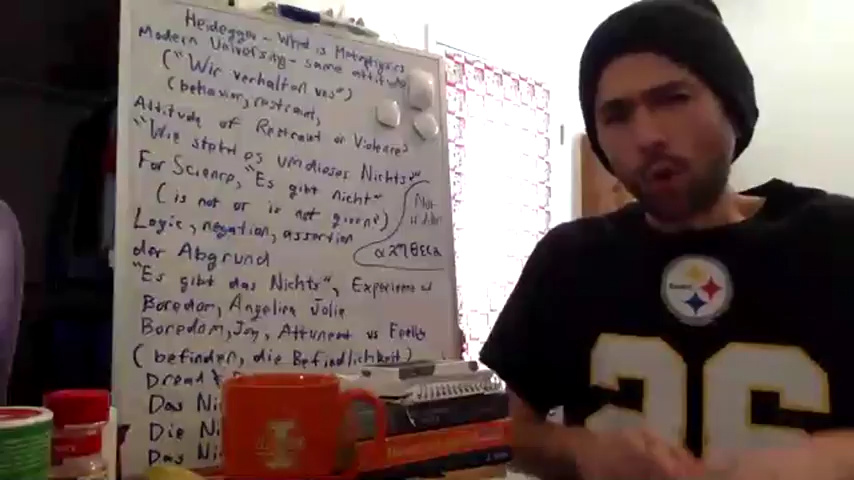 Heidegger - What is Metaphysics
Modern University - same attitude
("Wir verhalten uns")
(behavior, restraint,
Attitude of Restraint or Violence?
"Wie steht es um dieses Nichts?"
For Science, "Es gibt nicht"
(is not or is not given)
Logic, negation, assertion
der Abgrund
"Es gibt das Nichts", Experience
Boredom, Angelina Jolie
Boredom, Joy, Attunement vs Feeling
(befinden, die Befindlichkeit)
Dread
Das Ni
Die Ni
Das Ni
Not
Steelers
26
I